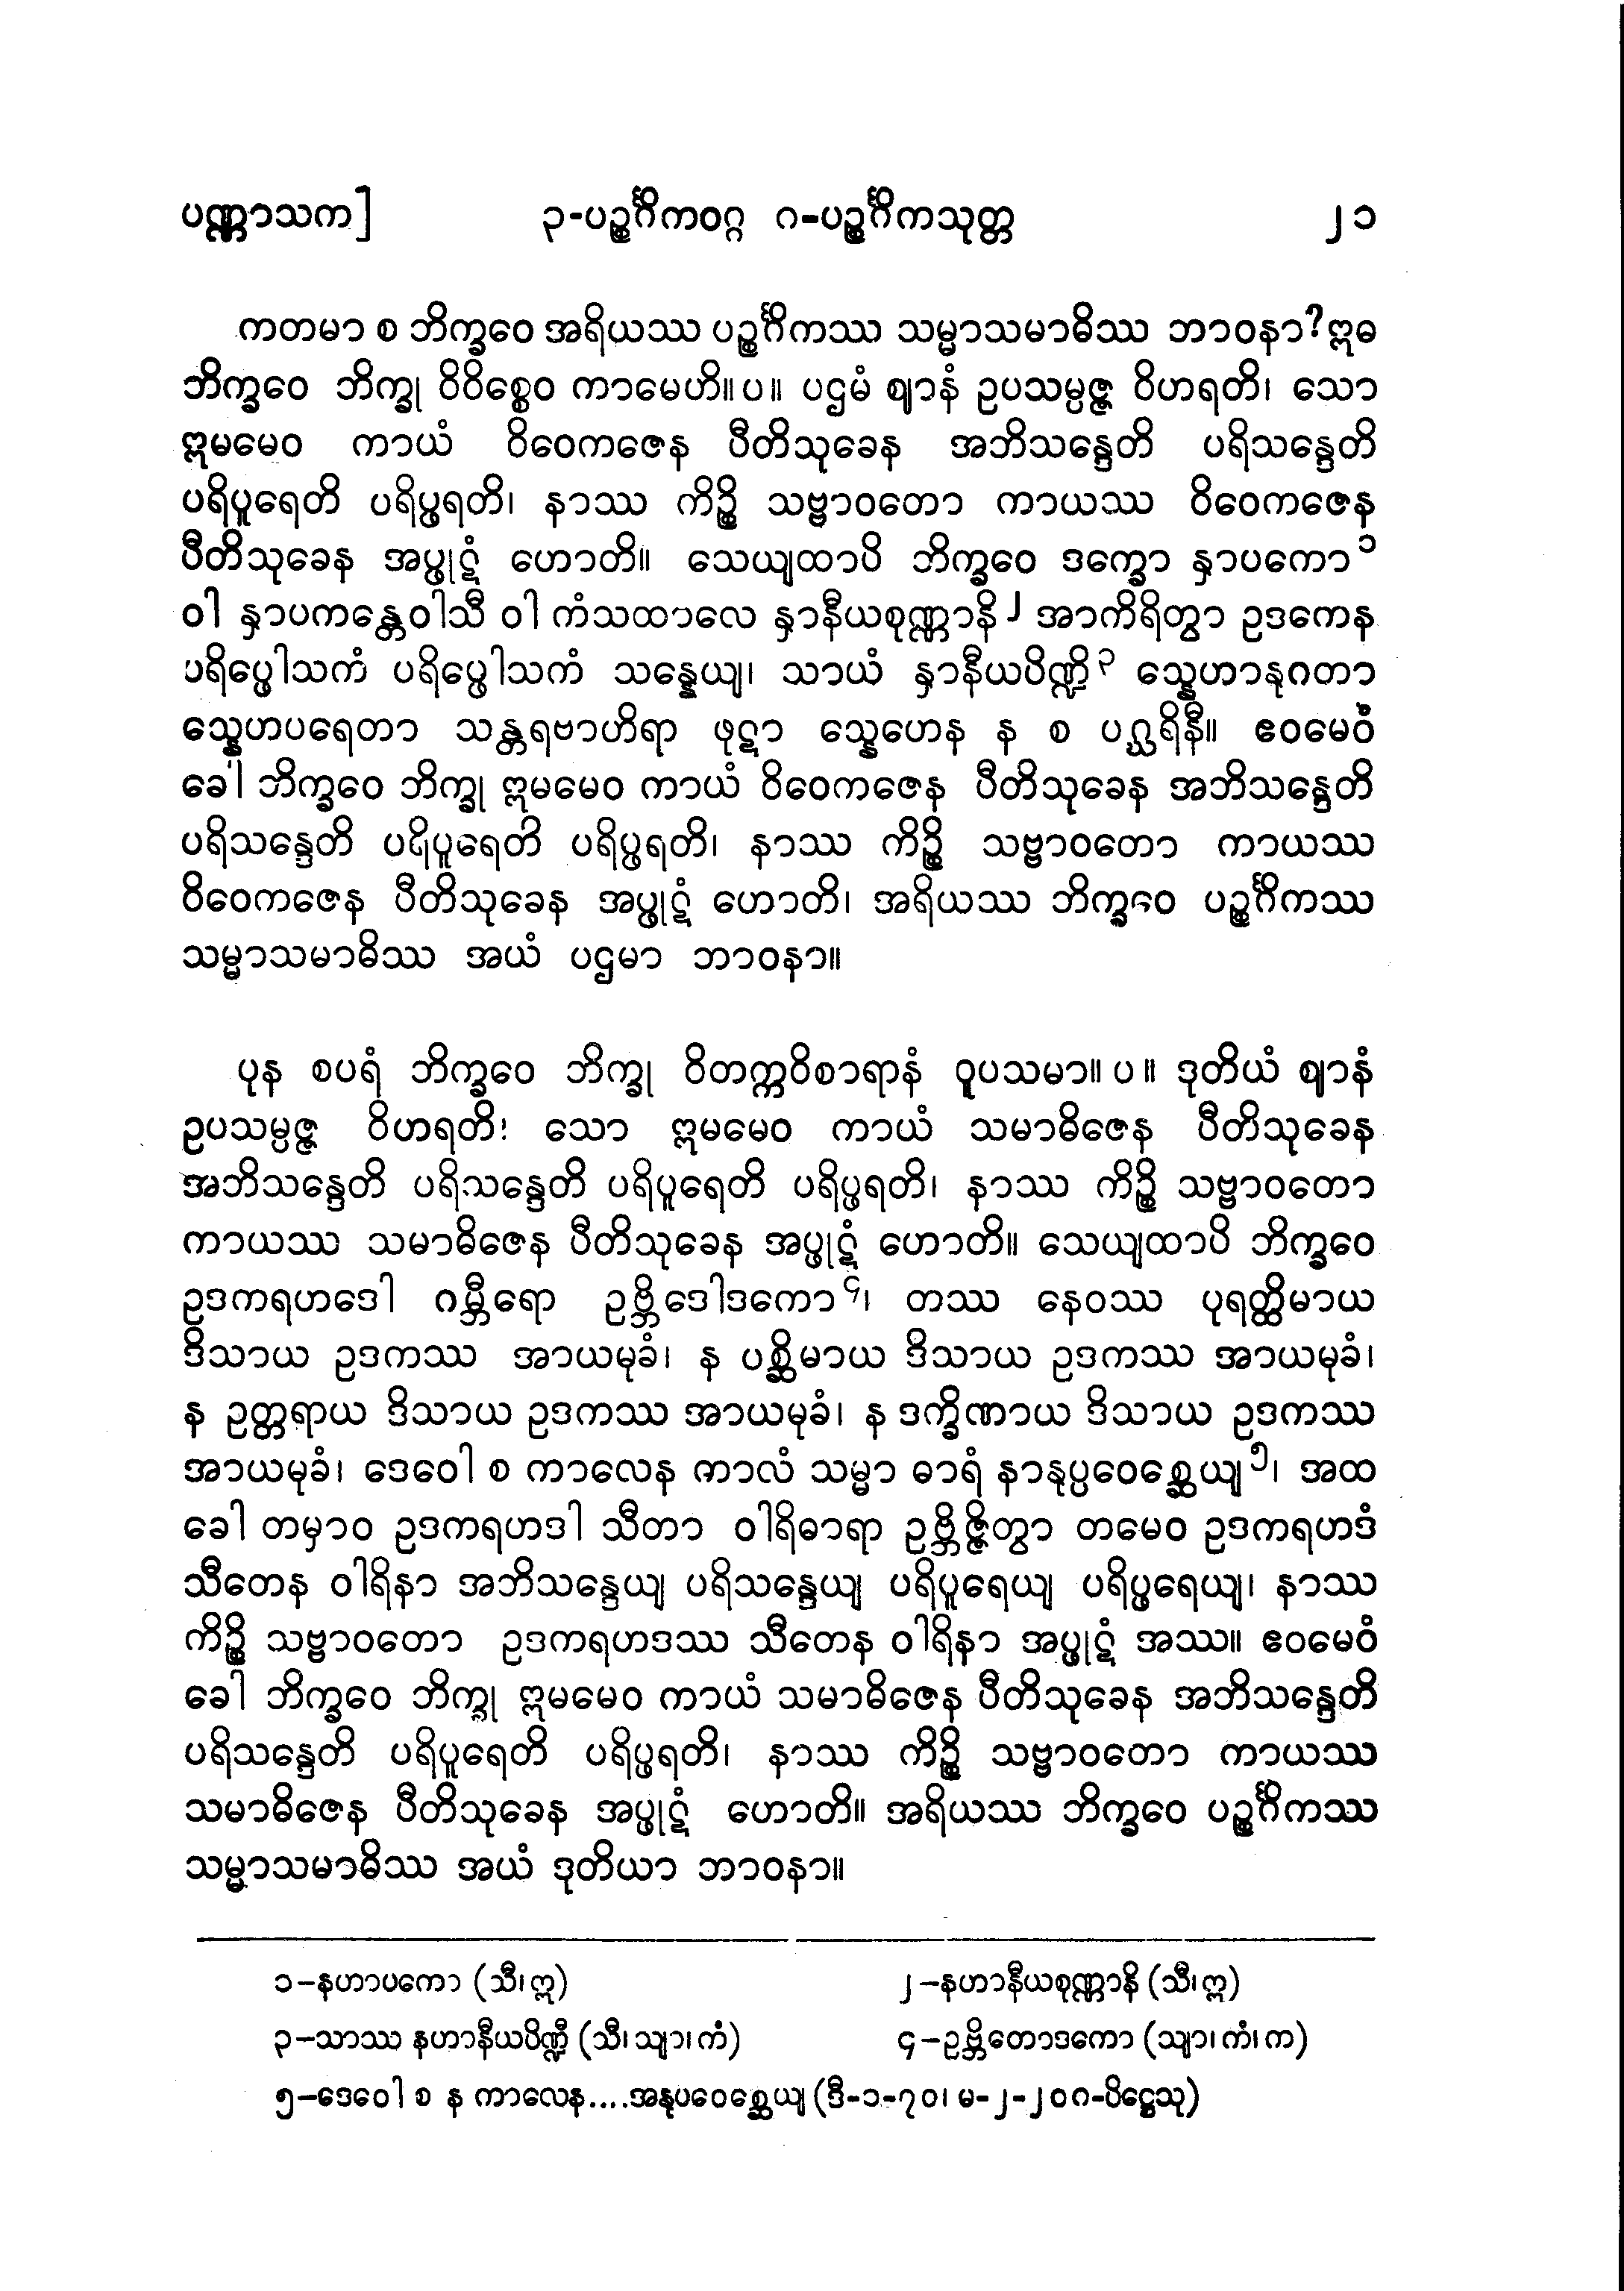 ပဏ္ဏာသက] ၃-ပဉ္စင်္ဂိကဝဂ္ဂ ဂ-ပဉ္စင်္ဂိကသုတ္တ ၂၁
ကတမာ စ ဘိက္ခဝေ အရိယဿ ပဉ္စင်္ဂိကဿ သမ္မာသမာဓိဿ ဘာဝနာ? ဣဓ
ဘိက္ခဝေ ဘိက္ခု ဝိဝိစ္စေဝ ကာမေဟိ။ ပ။ ပဌမံ ဈာနံ ဥပသမ္ပဇ္ဇ ဝိဟရတိ၊ သော
ဣမမေဝ ကာယံ ဝိဝေကဇေန ပီတိသုခေန အဘိသန္ဒေတိ ပရိသန္ဒေတိ
ပရိပူရေတိ ပရိပ္ဖရတိ၊ နာဿ ကိဉ္စိ သဗ္ဗာဝတော ကာယဿ ဝိဝေကဇေန
ပီတိသုခေန အပ္ဖုဋံ ဟောတိ။ သေယျထာပိ ဘိက္ခဝေ ဒက္ခော နှာပကော၁
ဝါ နှာပကန္တေဝါသီ ဝါ ကံသထာလေ နှာနီယစုဏ္ဏာနိ၂ အာကိရိတွာ ဥဒကေန
ပရိပ္ဖေါသကံ ပရိပ္ဖေါသကံ သန္နေယျ၊ သာယံ နှာနီယပိဏ္ဍိ၃ သ္နေဟာနုဂတာ
သ္နေဟပရေတာ သန္တရဗာဟိရာ ဖုဋာ သ္နေဟေန န စ ပဂ္ဃရိနီ။ ဧဝမေဝံ
ခေါ ဘိက္ခဝေ ဘိက္ခု ဣမမေဝ ကာယံ ဝိဝေကဇေန ပီတိသုခေန အဘိသန္ဒေတိ
ပရိသန္ဒေတိ ပရိပူရေတိ ပရိပ္ဖရတိ၊ နာဿ ကိဉ္စိ သဗ္ဗာဝတော ကာယဿ
ဝိဝေကဇေန ပီတိသုခေန အပ္ဖုဋံ ဟောတိ၊ အရိယဿ ဘိက္ခဝေ ပဉ္စင်္ဂိကဿ
သမ္မာသမာဓိဿ အယံ ပဌမာ ဘာဝနာ။
ပုန စပရံ ဘိက္ခဝေ ဘိက္ခု ဝိတက္ကဝိစာရာနံ ဝူပသမာ။ ပ။ ဒုတိယံ ဈာနံ
ဥပသမ္ပဇ္ဇ ဝိဟရတိ၊ သော ဣမမေဝ ကာယံ သမာဓိဇေန ပီတိသုခေန
အဘိသန္ဒေတိ ပရိသန္ဒေတိ ပရိပူရေတိ ပရိပ္ဖရတိ၊ နာဿ ကိဉ္စိ သဗ္ဗာဝတော
ကာယဿ သမာဓိဇေန ပီတိသုခေန အပ္ဖုဋံ ဟောတိ။ သေယျထာပိ ဘိက္ခဝေ
ဥဒကရဟဒေါ ဂမ္ဘီရော ဥဗ္ဘိဒေါဒကော၄၊ တဿ နေဝဿ ပုရတ္ထိမာယ
ဒိသာယ ဥဒကဿ အာယမုခံ၊ န ပစ္ဆိမာယ ဒိသာယ ဥဒကဿ အာယမုခံ၊
န ဥတ္တရာယ ဒိသာယ ဥဒကဿ အာယမုခံ၊ န ဒက္ခိဏာယ ဒိသာယ ဥဒကဿ
အာယမုခံ၊ ဒေဝေါ စ ကာလေန ကာလံ သမ္မာ ဓာရံ နာနုပ္ပဝေစ္ဆေယျ၅၊ အထ
ခေါ တမှာဝ ဥဒကရဟဒါ သီတာ ဝါရိဓာရာ ဥဗ္ဘိဇ္ဇိတွာ တမေဝ ဥဒကရဟဒံ
သီတေန ဝါရိနာ အဘိသန္ဒေယျ ပရိသန္ဒေယျ ပရိပူရေယျ ပရိပ္ဖရေယျ၊ နာဿ
ကိဉ္စိ သဗ္ဗာဝတော ဥဒကရဟဒဿ သီတေန ဝါရိနာ အပ္ဖုဋံ အဿ။ ဧဝမေဝံ
ခေါ ဘိက္ခဝေ ဘိက္ခု ဣမမေဝ ကာယံ သမာဓိဇေန ပီတိသုခေန အဘိသန္ဒေတိ
ပရိသန္ဒေတိ ပရိပူရေတိ ပရိပ္ဖရတိ၊ နာဿ ကိဉ္စိ သဗ္ဗာဝတော ကာယဿ
သမာဓိဇေန ပီတိသုခေန အပ္ဖုဋံ ဟောတိ။ အရိယဿ ဘိက္ခဝေ ပဉ္စင်္ဂိကဿ
သမ္မာသမာဓိဿ အယံ ဒုတိယာ ဘာဝနာ။
၁-နဟာပကော (သီ၊ ဣ) ၂-နဟာနီယစုဏ္ဏာနိ (သီ၊ ဣ)
၃-သာဿ နဟာနီယပိဏ္ဍီ (သီ၊ သျာ၊ ကံ) ၄-ဥဗ္ဘိတောဒကော (သျာ၊ ကံ၊ က)
၅-ဒေဝေါ စ န ကာလေန....အနုပဝေစ္ဆေယျ (ဒီ-၁-၇၀၊ မ-၂-၂၀ဂ-ပိဋ္ဌေသု)